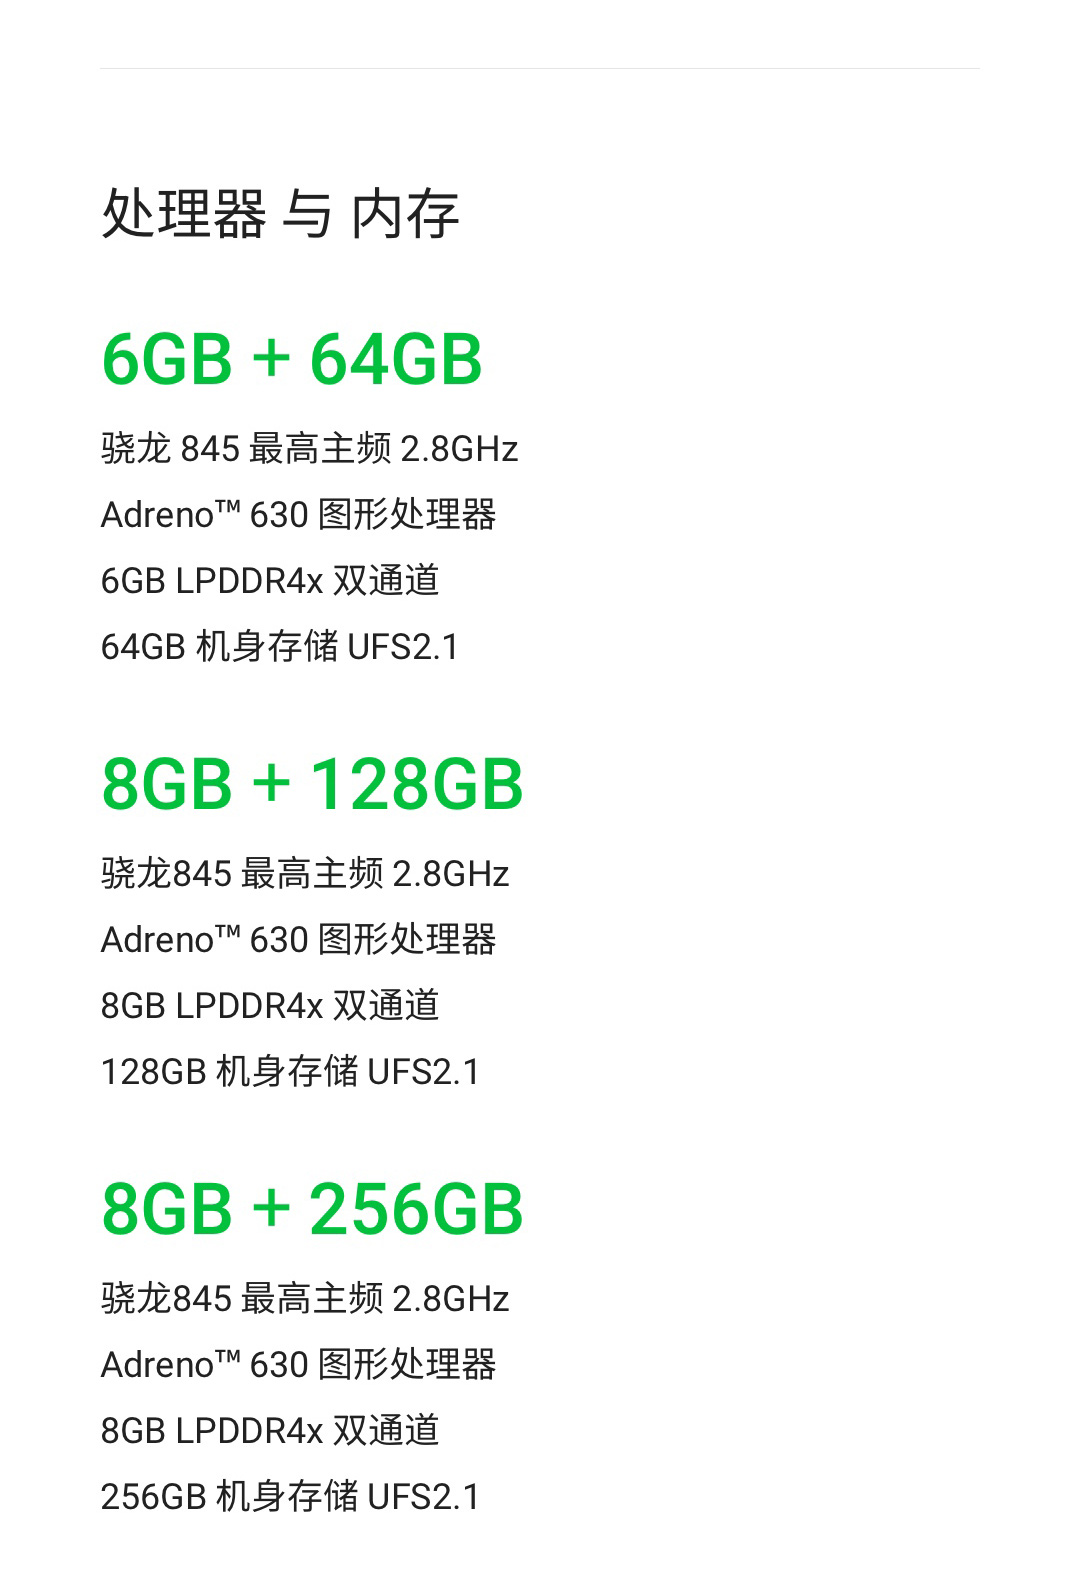 处理器 与 内存
6GB + 64GB
骁龙 845 最高主频 2.8GHz
Adreno™ 630 图形处理器
6GB LPDDR4x 双通道
64GB 机身存储 UFS2.1
8GB + 128GB
骁龙845 最高主频 2.8GHz
Adreno™ 630 图形处理器
8GB LPDDR4x 双通道
128GB 机身存储 UFS2.1
8GB + 256GB
骁龙845 最高主频 2.8GHz
Adreno™ 630 图形处理器
8GB LPDDR4x 双通道
256GB 机身存储 UFS2.1